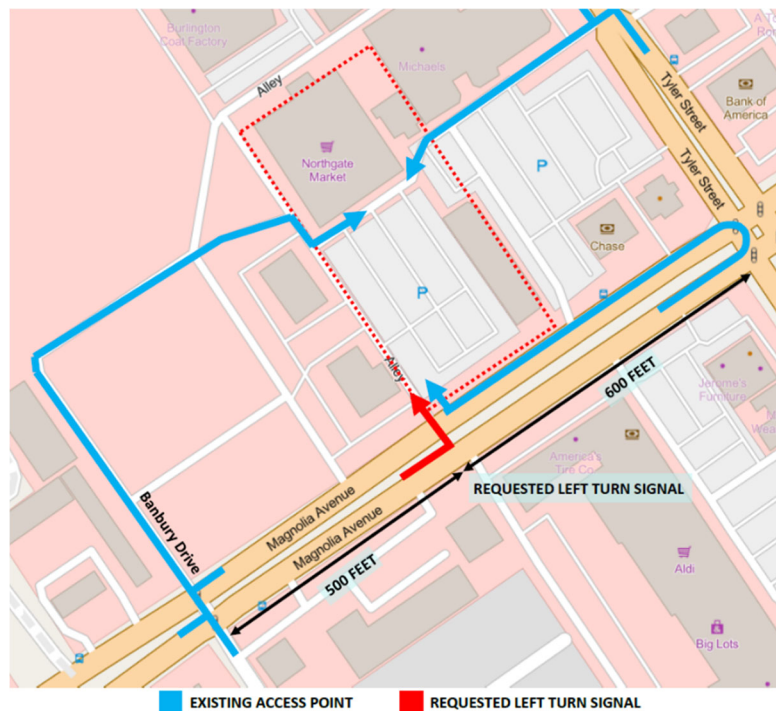 Burlington
Coat Factory
Michael's
Alley
Tyler Street
Bank of
America
Northgate
Market
P
Tyler Street
Chase
P
Alley
600 FEET
Jerome's
Furniture
America's
Tire Co
REQUESTED LEFT TURN SIGNAL
Magnolia Avenue
Magnolia Avenue
Banbury Drive
500 FEET
Aldi
Big Lots
EXISTING ACCESS POINT
REQUESTED LEFT TURN SIGNAL